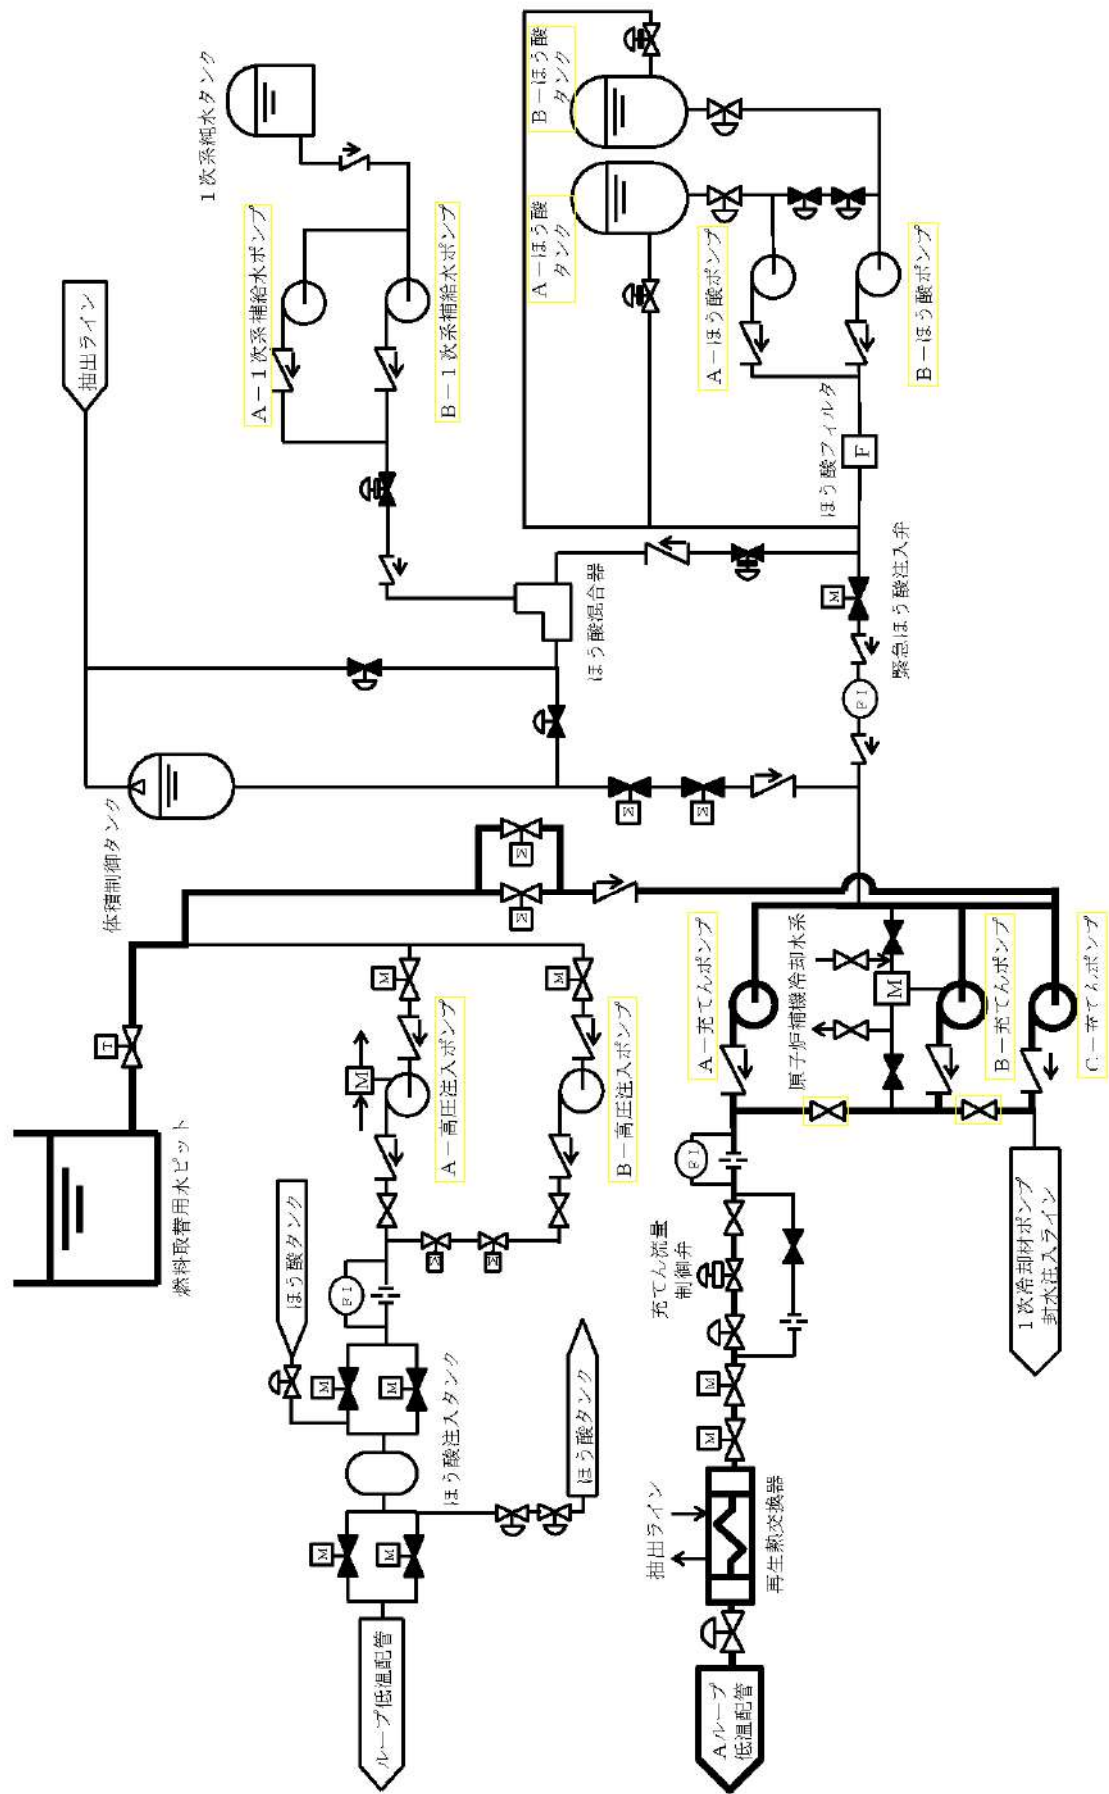 抽出ライン
体積制御タンク
T
燃料取替用水ピット
1次系純水タンク
A－1次系補給水ポンプ
ほう酸タンク
M
M
FI
M
ループ低温配管
M
M
M
M
B－1次系補給水ポンプ
A－高圧注入ポンプ
M
M
ほう酸注入タンク
M
M
M
B－ほう酸
タンク
A－ほう酸
タンク
M
B－高圧注入ポンプ
ほう酸タンク
ほう酸混合器
M
M
抽出ライン
充てん流量
制御弁
FI
M
M
A－ほう酸ポンプ
A－充てんポンプ
Aループ
低温配管
再生熱交換器
原子炉補機冷却水系
ほう酸フィルタ
M
F
FI
M
B－ほう酸ポンプ
緊急ほう酸注入弁
B－充てんポンプ
1次冷却材ポンプ
封水注入ライン
C－充てんポンプ